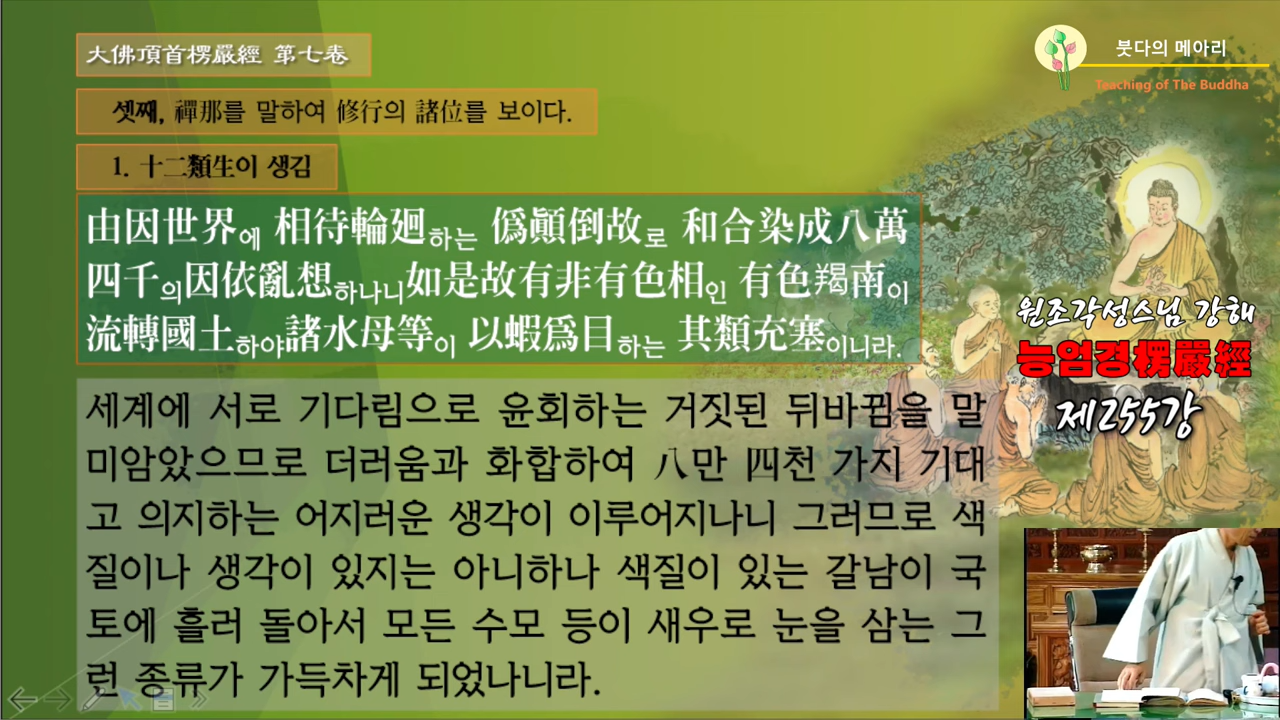 大佛頂首楞嚴經 第七卷
셋째, 禪那를 말하여 修行의 諸位를 보이다.
1. 十二類生이 생김
由因世界에 相待輪廻하는 僞顚倒故로 和合染成八萬
四千의因依亂想하나니如是故有非有色相인 有色羯南이
流轉國土하야諸水母等이 以蝦爲目하는 其類充塞이니라.
세계에 서로 기다림으로 윤회하는 거짓된 뒤바뀜을 말
미암았으므로 더러움과 화합하여 八만 四천 가지 기대
고 의지하는 어지러운 생각이 이루어지나니 그러므로 색
질이나 생각이 있지는 아니하나 색질이 있는 갈남이 국
토에 흘러 돌아서 모든 수모 등이 새우로 눈을 삼는 그
런 종류가 가득차게 되었나니라.
붓다의 메아리
Teaching of The Buddha
원조각성스님 강해
능엄경楞嚴經
제255강